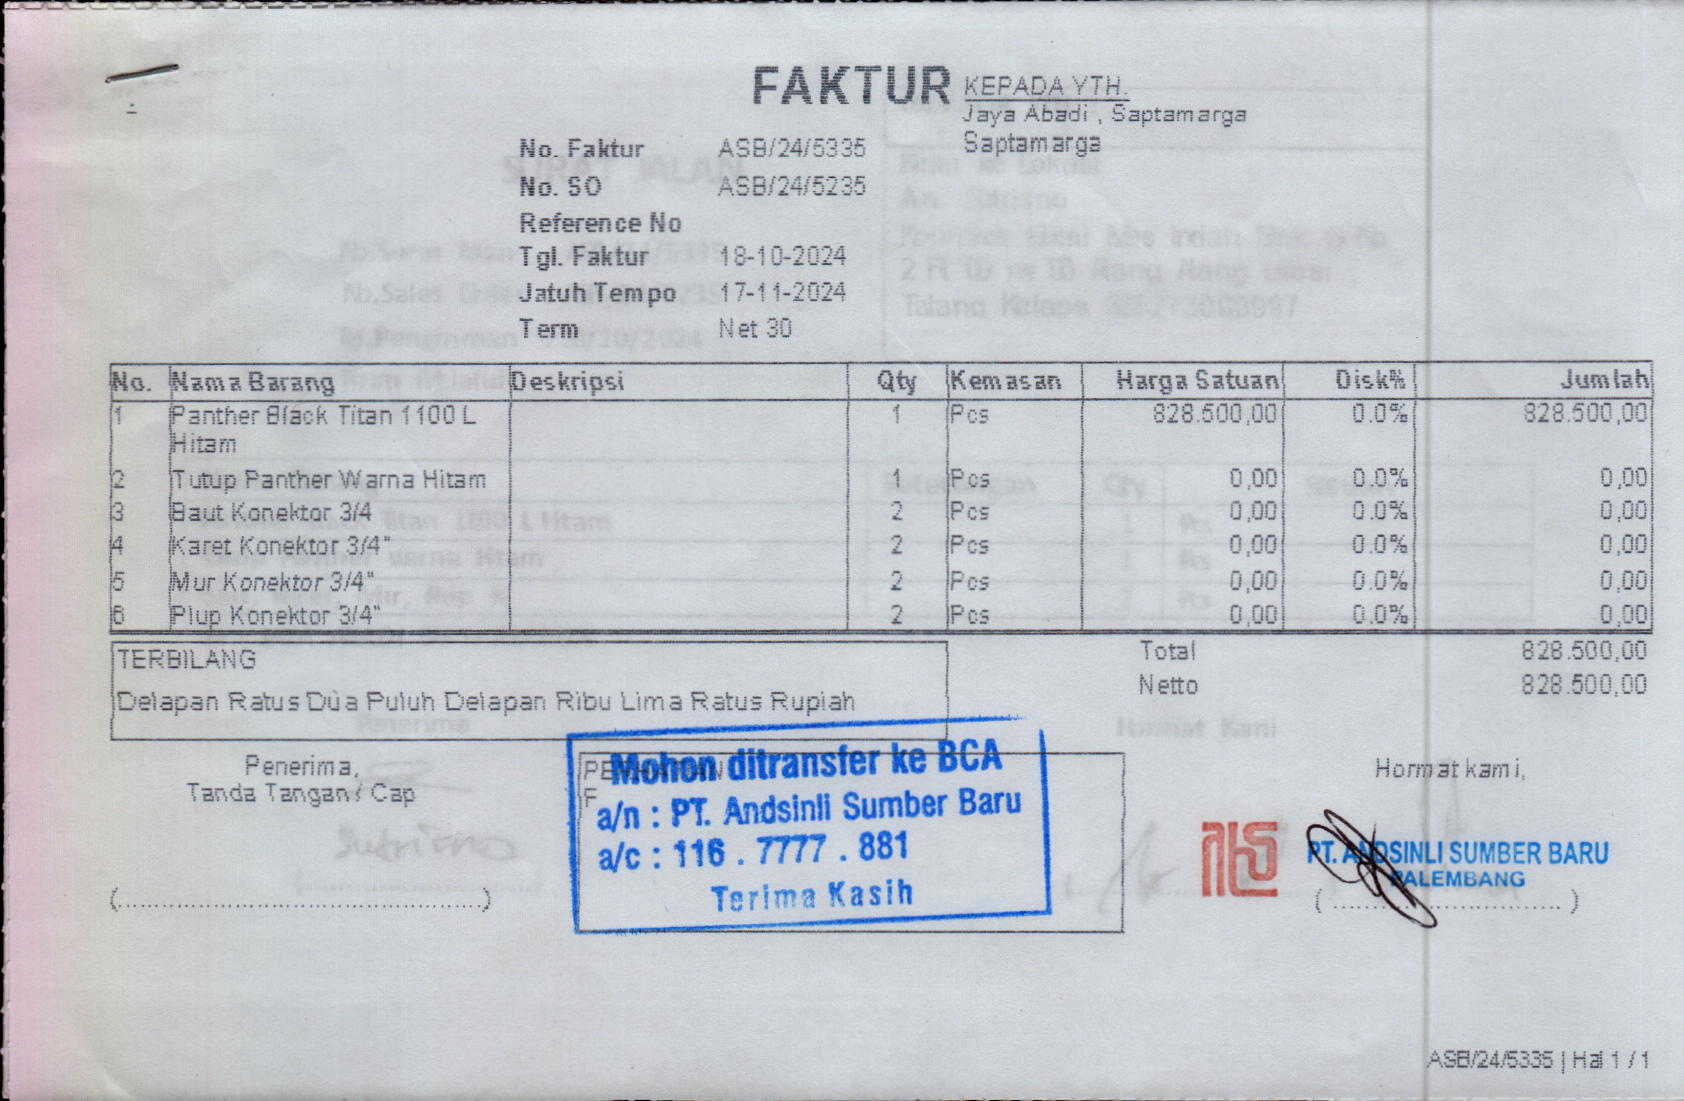 FAKTUR
KEPADA YTH.
Jaya Abadi , Saptamarga
Saptamarga
No. Faktur ASB/24/5335
No. SO ASB/24/5235
Reference No
Tgl. Faktur 18-10-2024
Jatuh Tempo 17-11-2024
Term Net 30
No. Nama Barang Deskripsi Qty Kemasan Harga Satuan Disk% Jumlah
1 Panther Black Titan 1100 L 1 Pcs 828.500,00 0.0% 828.500,00
Hitam
2 Tutup Panther Warna Hitam 1 Pcs 0,00 0.0% 0,00
3 Baut Konektor 3/4 2 Pcs 0,00 0.0% 0,00
4 Karet Konektor 3/4" 2 Pcs 0,00 0.0% 0,00
5 Mur Konektor 3/4" 2 Pcs 0,00 0.0% 0,00
6 Plup Konektor 3/4" 2 Pcs 0,00 0.0% 0,00
TERBILANG
Delapan Ratus Dua Puluh Delapan Ribu Lima Ratus Rupiah
Total 828.500,00
Netto 828.500,00
Penerima,
Tanda Tangan / Cap
(........................................)
Mohon ditransfer ke BCA
a/n : PT. Andsinli Sumber Baru
a/c : 116 . 7777 . 881
Terima Kasih
Hormat kami,
PT. ANDSINLI SUMBER BARU
PALEMBANG
(..............................)
ASB/24/5335 | Hal 1 / 1